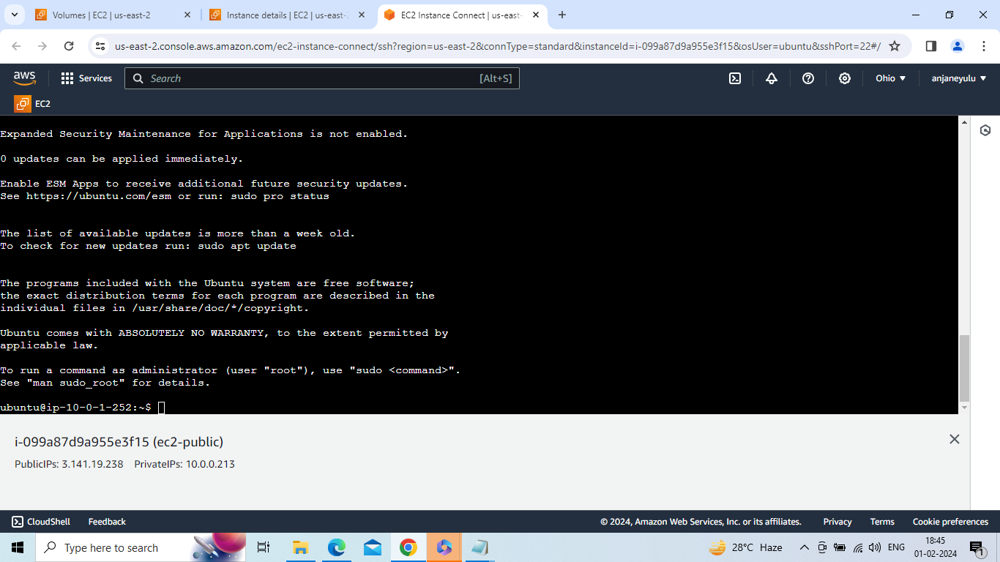 Volumes | EC2 | us-east-2
Instance details | EC2 | us-east-2
EC2 Instance Connect | us-east-
us-east-2.console.aws.amazon.com/ec2-instance-connect/ssh?region=us-east-2&connType=standard&instanceId=i-099a87d9a955e3f15&osUser=ubuntu&sshPort=22#/
aws
Services
Search
[Alt+S]
Ohio
anjaneyulu
EC2
Expanded Security Maintenance for Applications is not enabled.
0 updates can be applied immediately.
Enable ESM Apps to receive additional future security updates.
See https://ubuntu.com/esm or run: sudo pro status
The list of available updates is more than a week old.
To check for new updates run: sudo apt update
The programs included with the Ubuntu system are free software;
the exact distribution terms for each program are described in the
individual files in /usr/share/doc/*/copyright.
Ubuntu comes with ABSOLUTELY NO WARRANTY, to the extent permitted by
applicable law.
To run a command as administrator (user "root"), use "sudo <command>".
See "man sudo_root" for details.
ubuntu@ip-10-0-1-252:~$
i-099a87d9a955e3f15 (ec2-public)
PublicIPs: 3.141.19.238 PrivateIPs: 10.0.0.213
CloudShell
Feedback
© 2024, Amazon Web Services, Inc. or its affiliates.
Privacy
Terms
Cookie preferences
Type here to search
28°C Haze
ENG
18:45
01-02-2024
1